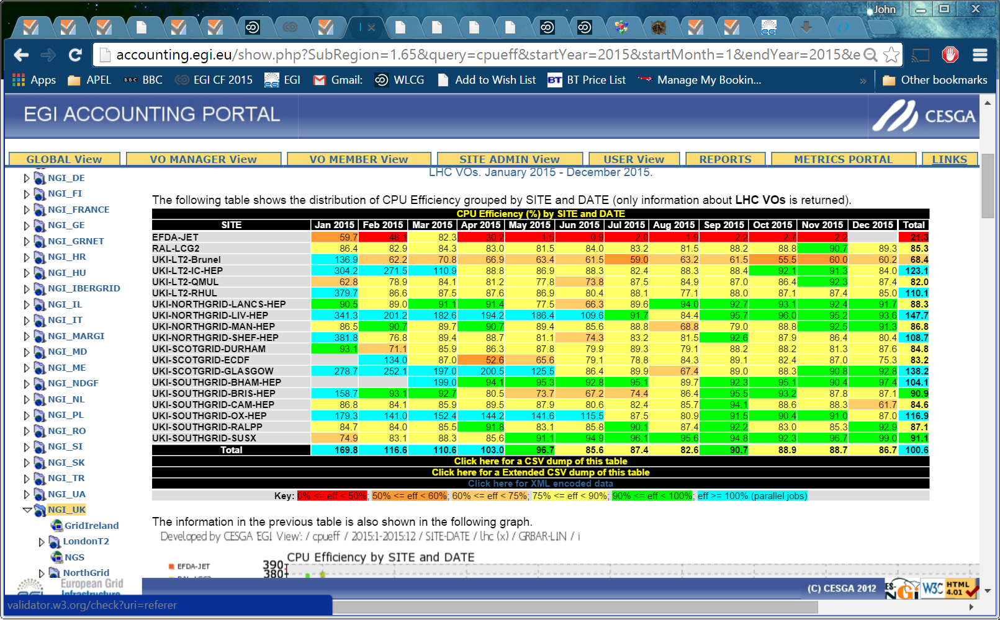 John
accounting.egi.eu/show.php?SubRegion=1.65&query=cpueff&startYear=2015&startMonth=1&endYear=2015&e
Apps APEL BBC BBC EGI CF 2015 EGI Gmail: WLCG Add to Wish List BT BT Price List Manage My Bookin... » Other bookmarks
EGI ACCOUNTING PORTAL CESGA
GLOBAL View VO MANAGER View VO MEMBER View SITE ADMIN View USER View REPORTS METRICS PORTAL LINKS
NGI_DE
NGI_FI
NGI_FRANCE
NGI_GE
NGI_GRNET
NGI_HR
NGI_HU
NGI_IBERGRID
NGI_IL
NGI_IT
NGI_MARGI
NGI_MD
NGI_ME
NGI_NDGF
NGI_NL
NGI_PL
NGI_RO
NGI_SI
NGI_SK
NGI_TR
NGI_UA
NGI_UK
GridIreland
LondonT2
NGS
NorthGrid
European Grid
Infrastructure
EGI
LHC VOs. January 2015 - December 2015.
The following table shows the distribution of CPU Efficiency grouped by SITE and DATE (only information about LHC VOs is returned).
CPU Efficiency (%) by SITE and DATE
SITE Jan 2015 Feb 2015 Mar 2015 Apr 2015 May 2015 Jun 2015 Jul 2015 Aug 2015 Sep 2015 Oct 2015 Nov 2015 Dec 2015 Total
EFDA-JET 59.7 48.1 82.3 30.2 1.5 0.9 2.0 1.9 2.2 2.7 2.2 21.3
RAL-LCG2 86.4 82.9 84.3 83.0 81.5 84.0 83.2 81.5 88.2 88.8 90.7 89.3 85.3
UKI-LT2-Brunel 136.9 62.2 70.8 66.9 63.4 61.5 59.0 63.2 61.5 55.5 60.0 60.2 68.4
UKI-LT2-IC-HEP 304.2 271.5 110.9 88.8 86.9 88.3 82.4 88.3 88.4 92.1 91.3 84.0 123.1
UKI-LT2-QMUL 62.8 78.9 84.1 81.2 77.8 73.8 87.5 84.9 87.0 86.4 92.3 87.4 82.0
UKI-LT2-RHUL 379.7 86.6 87.5 87.6 86.9 80.4 88.1 77.1 88.0 87.1 87.4 85.0 110.1
UKI-NORTHGRID-LANCS-HEP 90.5 89.0 91.1 91.4 77.5 66.3 89.6 94.0 92.7 93.1 92.4 91.7 88.3
UKI-NORTHGRID-LIV-HEP 341.3 201.2 182.6 194.2 186.4 109.6 91.7 84.4 95.7 96.0 95.2 93.6 147.7
UKI-NORTHGRID-MAN-HEP 86.5 90.7 89.7 90.7 89.4 85.6 88.8 68.8 79.0 88.8 92.5 91.3 86.8
UKI-NORTHGRID-SHEF-HEP 381.8 76.8 89.4 88.7 81.1 74.3 83.2 81.5 92.6 87.9 86.4 80.4 108.7
UKI-SCOTGRID-DURHAM 93.1 71.1 85.9 86.3 87.8 79.9 89.3 79.1 88.2 88.2 81.3 87.6 84.8
UKI-SCOTGRID-ECDF 134.0 87.0 52.6 65.6 79.1 78.8 84.3 89.1 82.4 87.0 75.3 83.2
UKI-SCOTGRID-GLASGOW 278.7 252.1 197.0 200.5 125.5 86.4 89.9 67.4 89.0 88.3 90.8 92.8 138.2
UKI-SOUTHGRID-BHAM-HEP 199.0 94.1 95.3 92.8 95.1 89.7 92.3 95.1 90.4 97.4 104.1
UKI-SOUTHGRID-BRIS-HEP 158.7 93.1 92.7 80.5 73.7 67.2 74.4 86.4 95.5 93.2 87.8 87.1 90.9
UKI-SOUTHGRID-CAM-HEP 86.8 84.1 85.9 89.5 87.9 80.6 82.4 85.7 94.1 88.6 88.3 61.7 84.6
UKI-SOUTHGRID-OX-HEP 179.3 141.0 152.4 144.2 141.6 115.5 87.5 80.9 91.5 90.4 91.0 87.0 116.9
UKI-SOUTHGRID-RALPP 84.7 84.0 85.5 91.8 83.1 85.8 90.1 87.4 92.2 83.0 85.3 92.9 87.1
UKI-SOUTHGRID-SUSX 74.9 83.1 88.3 85.6 91.1 94.9 96.1 95.6 94.8 92.3 96.7 99.0 91.1
Total 169.8 116.6 110.6 103.0 96.7 85.6 87.4 82.6 90.7 88.9 88.7 86.7 100.6
Click here for a CSV dump of this table
Click here for a Extended CSV dump of this table
Click here for XML encoded data
Key: 0% <= eff < 50%; 50% <= eff < 60%; 60% <= eff < 75%; 75% <= eff < 90%; 90% <= eff < 100%; eff >= 100% (parallel jobs)
The information in the previous table is also shown in the following graph.
Developed by CESGA 'EGI View': / cpueff / 2015:1-2015:12 / SITE-DATE / lhc (x) / GRBAR-LIN / i
CPU Efficiency by SITE and DATE
EFDA-JET
390
380
(C) CESGA 2012 ES-NGI W3C HTML 4.01
validator.w3.org/check?uri=referer